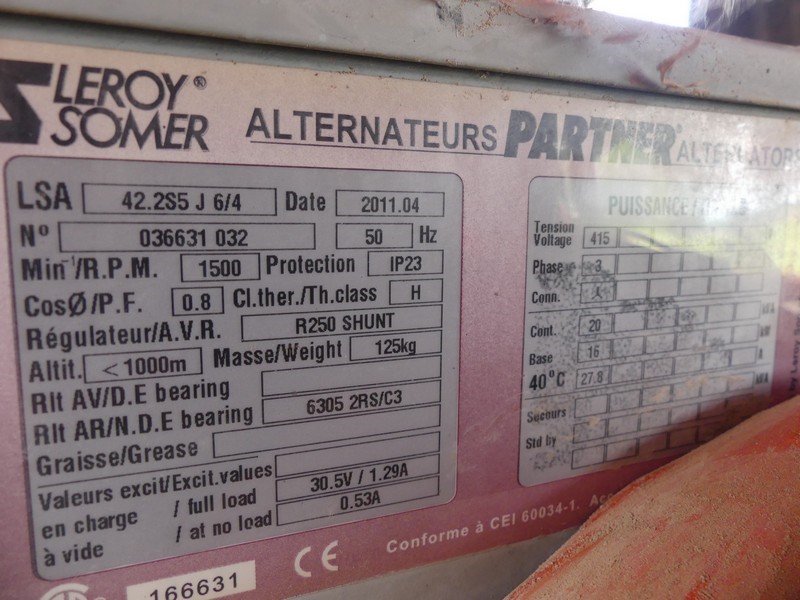 LEROY®
SOMER
ALTERNATEURS PARTNER® ALTERNATORS
LSA 42.2S5 J 6/4 Date 2011.04
N° 036631 032 50 Hz
Min⁻¹/R.P.M. 1500 Protection IP23
CosØ/P.F. 0.8 Cl.ther./Th.class H
Régulateur/A.V.R. R250 SHUNT
Altit. <1000m Masse/Weight 125kg
Rlt AV/D.E bearing
Rlt AR/N.D.E bearing 6305 2RS/C3
Graisse/Grease
Valeurs excit/Excit.values
en charge / full load 30.5V / 1.29A
à vide / at no load 0.53A
PUISSANCE /
Tension
Voltage 415
Phase 3
Conn.
Cont. 20 kVA
Base 16 kW
40°C 27.8 A
Secours kVA
Std by
Conforme à CEI 60034-1.
CE
166631